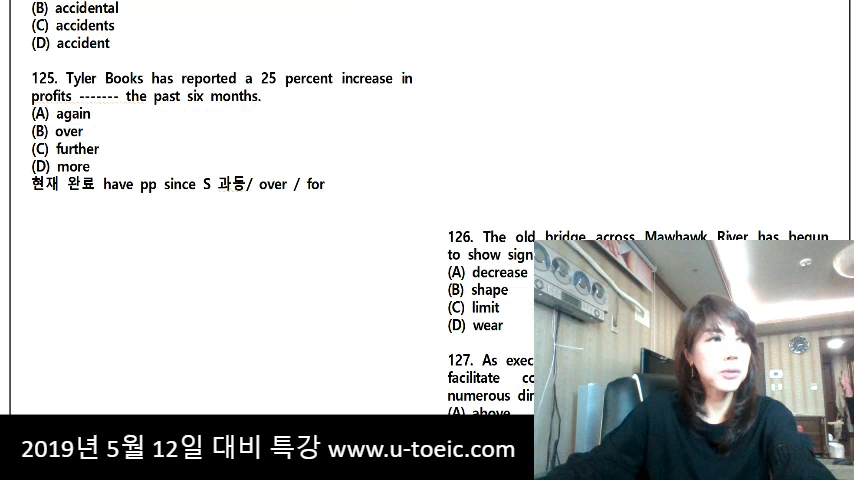 (B) accidental
(C) accidents
(D) accident
125. Tyler Books has reported a 25 percent increase in
profits ------- the past six months.
(A) again
(B) over
(C) further
(D) more
현재 완료 have pp since S 과동/ over / for
126. The old bridge across Mawhawk River has begun
to show sign
(A) decrease
(B) shape
(C) limit
(D) wear
127. As exec
facilitate co
numerous dir
(A) above
2019년 5월 12일 대비 특강 www.u-toeic.com